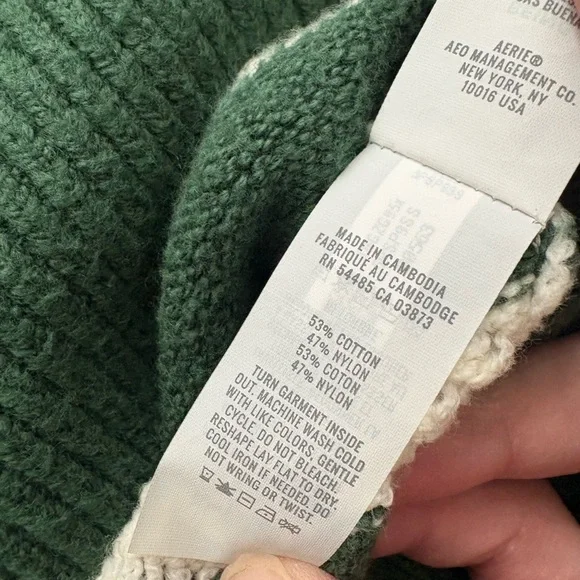 AERIE®
AEO MANAGEMENT CO.
NEW YORK, NY
10016 USA
MADE IN CAMBODIA
FABRIQUÉ AU CAMBODGE
RN 54485 CA 03873
53% COTTON
47% NYLON
53% COTON
47% NYLON
TURN GARMENT INSIDE
OUT. MACHINE WASH COLD
WITH LIKE COLORS, GENTLE
CYCLE. DO NOT BLEACH.
RESHAPE LAY FLAT TO DRY.
COOL IRON IF NEEDED. DO
NOT WRING OR TWIST.